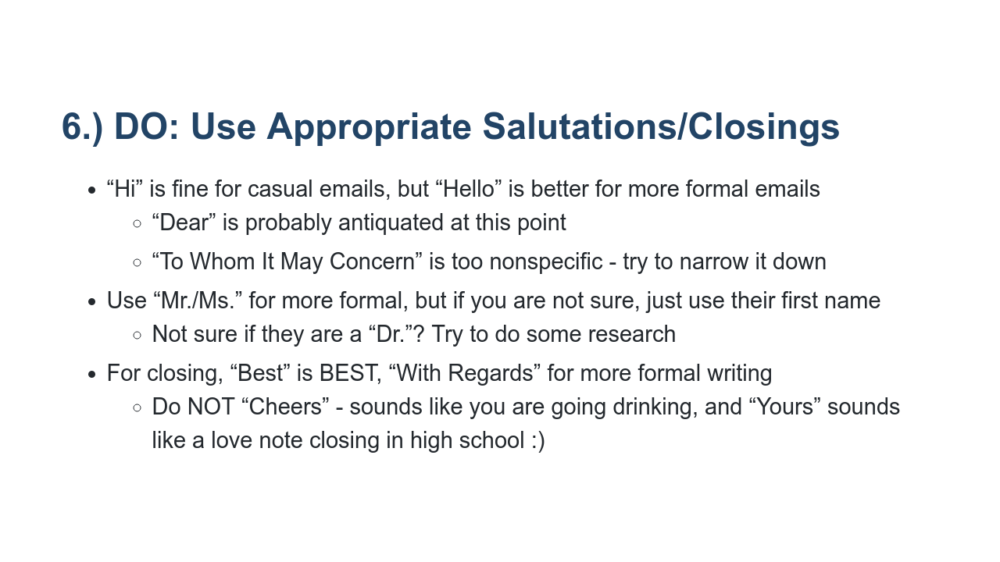 6.) DO: Use Appropriate Salutations/Closings
• “Hi” is fine for casual emails, but “Hello” is better for more formal emails
◦ “Dear” is probably antiquated at this point
◦ “To Whom It May Concern” is too nonspecific - try to narrow it down
• Use “Mr./Ms.” for more formal, but if you are not sure, just use their first name
◦ Not sure if they are a “Dr.”? Try to do some research
• For closing, “Best” is BEST, “With Regards” for more formal writing
◦ Do NOT “Cheers” - sounds like you are going drinking, and “Yours” sounds
like a love note closing in high school :)